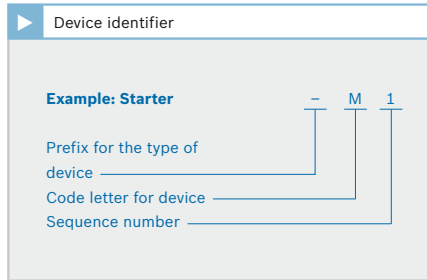 Device identifier
Example: Starter – M 1
Prefix for the type of
device
Code letter for device
Sequence number